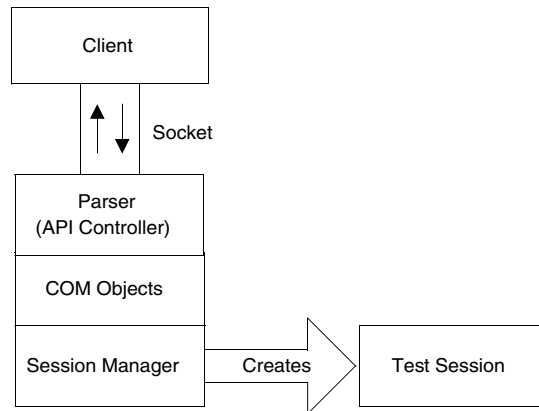 Client
Socket
Parser
(API Controller)
COM Objects
Session Manager
Creates
Test Session